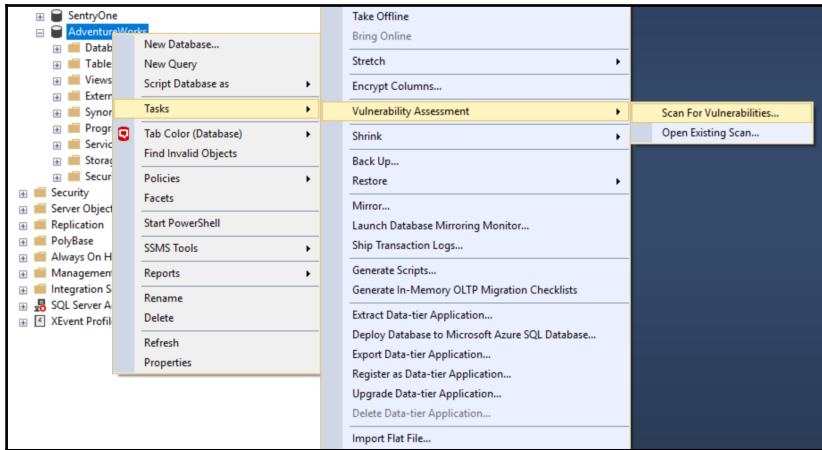 SentryOne
AdventureWorks
Datab
Table
Views
Extern
Synor
Progra
Servic
Storag
Secur
Security
Server Object
Replication
PolyBase
Always On H
Management
Integration S
SQL Server A
XEvent Profil
New Database...
New Query
Script Database as
Tasks
Tab Color (Database)
Find Invalid Objects
Policies
Facets
Start PowerShell
SSMS Tools
Reports
Rename
Delete
Refresh
Properties
Take Offline
Bring Online
Stretch
Encrypt Columns...
Vulnerability Assessment
Shrink
Back Up...
Restore
Mirror...
Launch Database Mirroring Monitor...
Ship Transaction Logs...
Generate Scripts...
Generate In-Memory OLTP Migration Checklists
Extract Data-tier Application...
Deploy Database to Microsoft Azure SQL Database...
Export Data-tier Application...
Register as Data-tier Application...
Upgrade Data-tier Application...
Delete Data-tier Application...
Import Flat File...
Scan For Vulnerabilities...
Open Existing Scan...